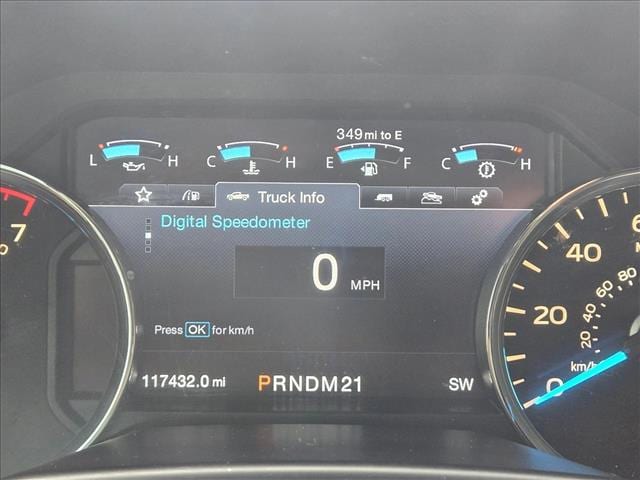 349 mi to E
L H C H E F C H
Truck Info
Digital Speedometer
0 MPH
Press OK for km/h
117432.0 mi PRNDM21 SW
7
0 20 40
20 40 60 80
km/h